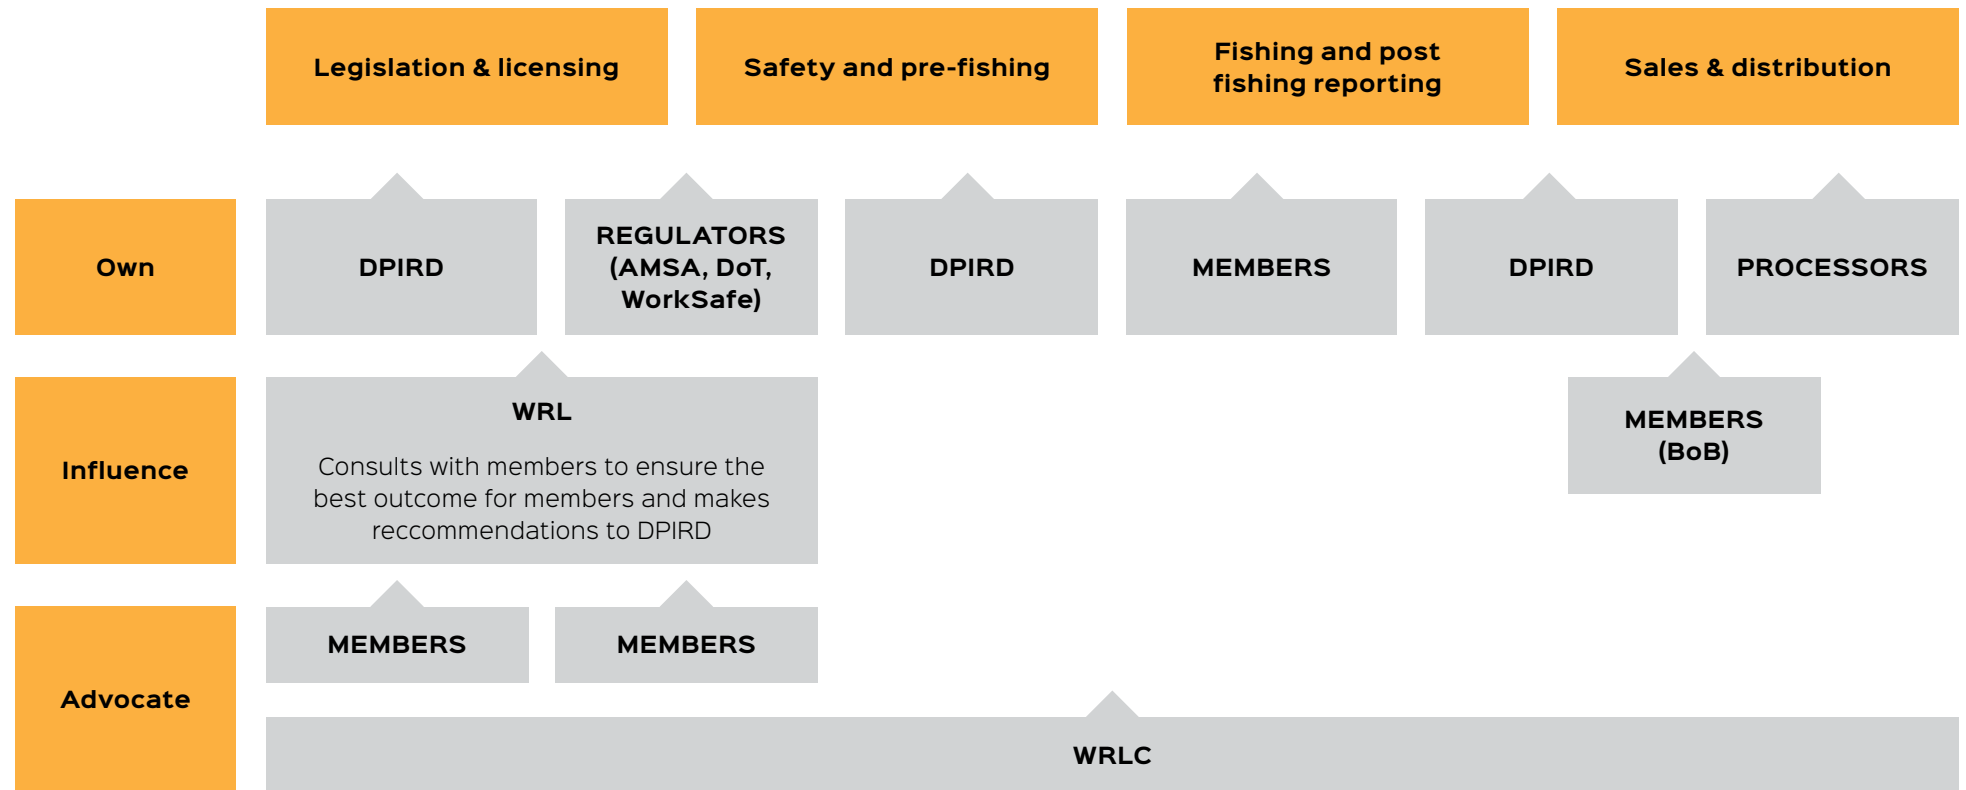 Legislation & licensing
Safety and pre-fishing
Fishing and post
fishing reporting
Sales & distribution
Own
DPIRD
REGULATORS
(AMSA, DoT,
WorkSafe)
DPIRD
MEMBERS
DPIRD
PROCESSORS
Influence
WRL
Consults with members to ensure the
best outcome for members and makes
reccommendations to DPIRD
MEMBERS
(BoB)
Advocate
MEMBERS
MEMBERS
WRLC